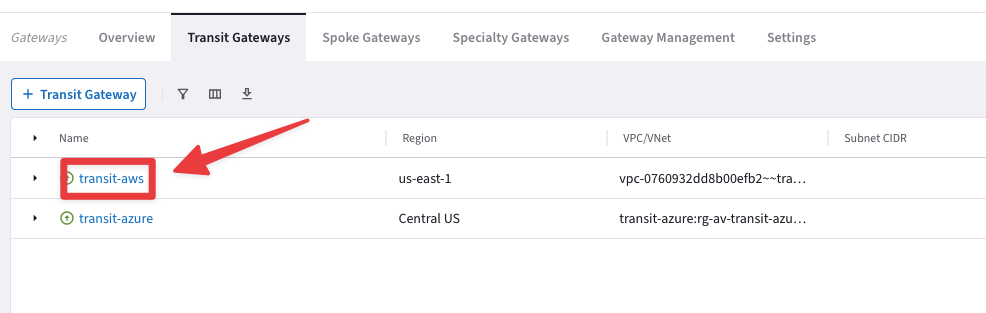 Gateways Overview Transit Gateways Spoke Gateways Specialty Gateways Gateway Management Settings
+ Transit Gateway
Name Region VPC/VNet Subnet CIDR
transit-aws us-east-1 vpc-0760932dd8b00efb2~~tra...
transit-azure Central US transit-azure:rg-av-transit-azu...